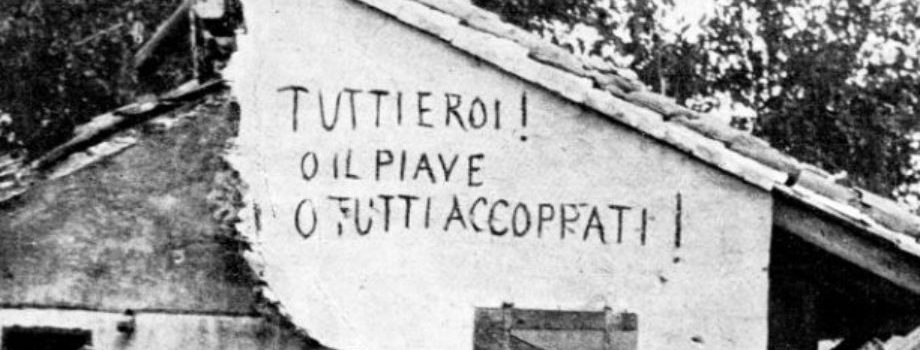 TUTTI EROI!
O IL PIAVE
O TUTTI ACCOPPATI!